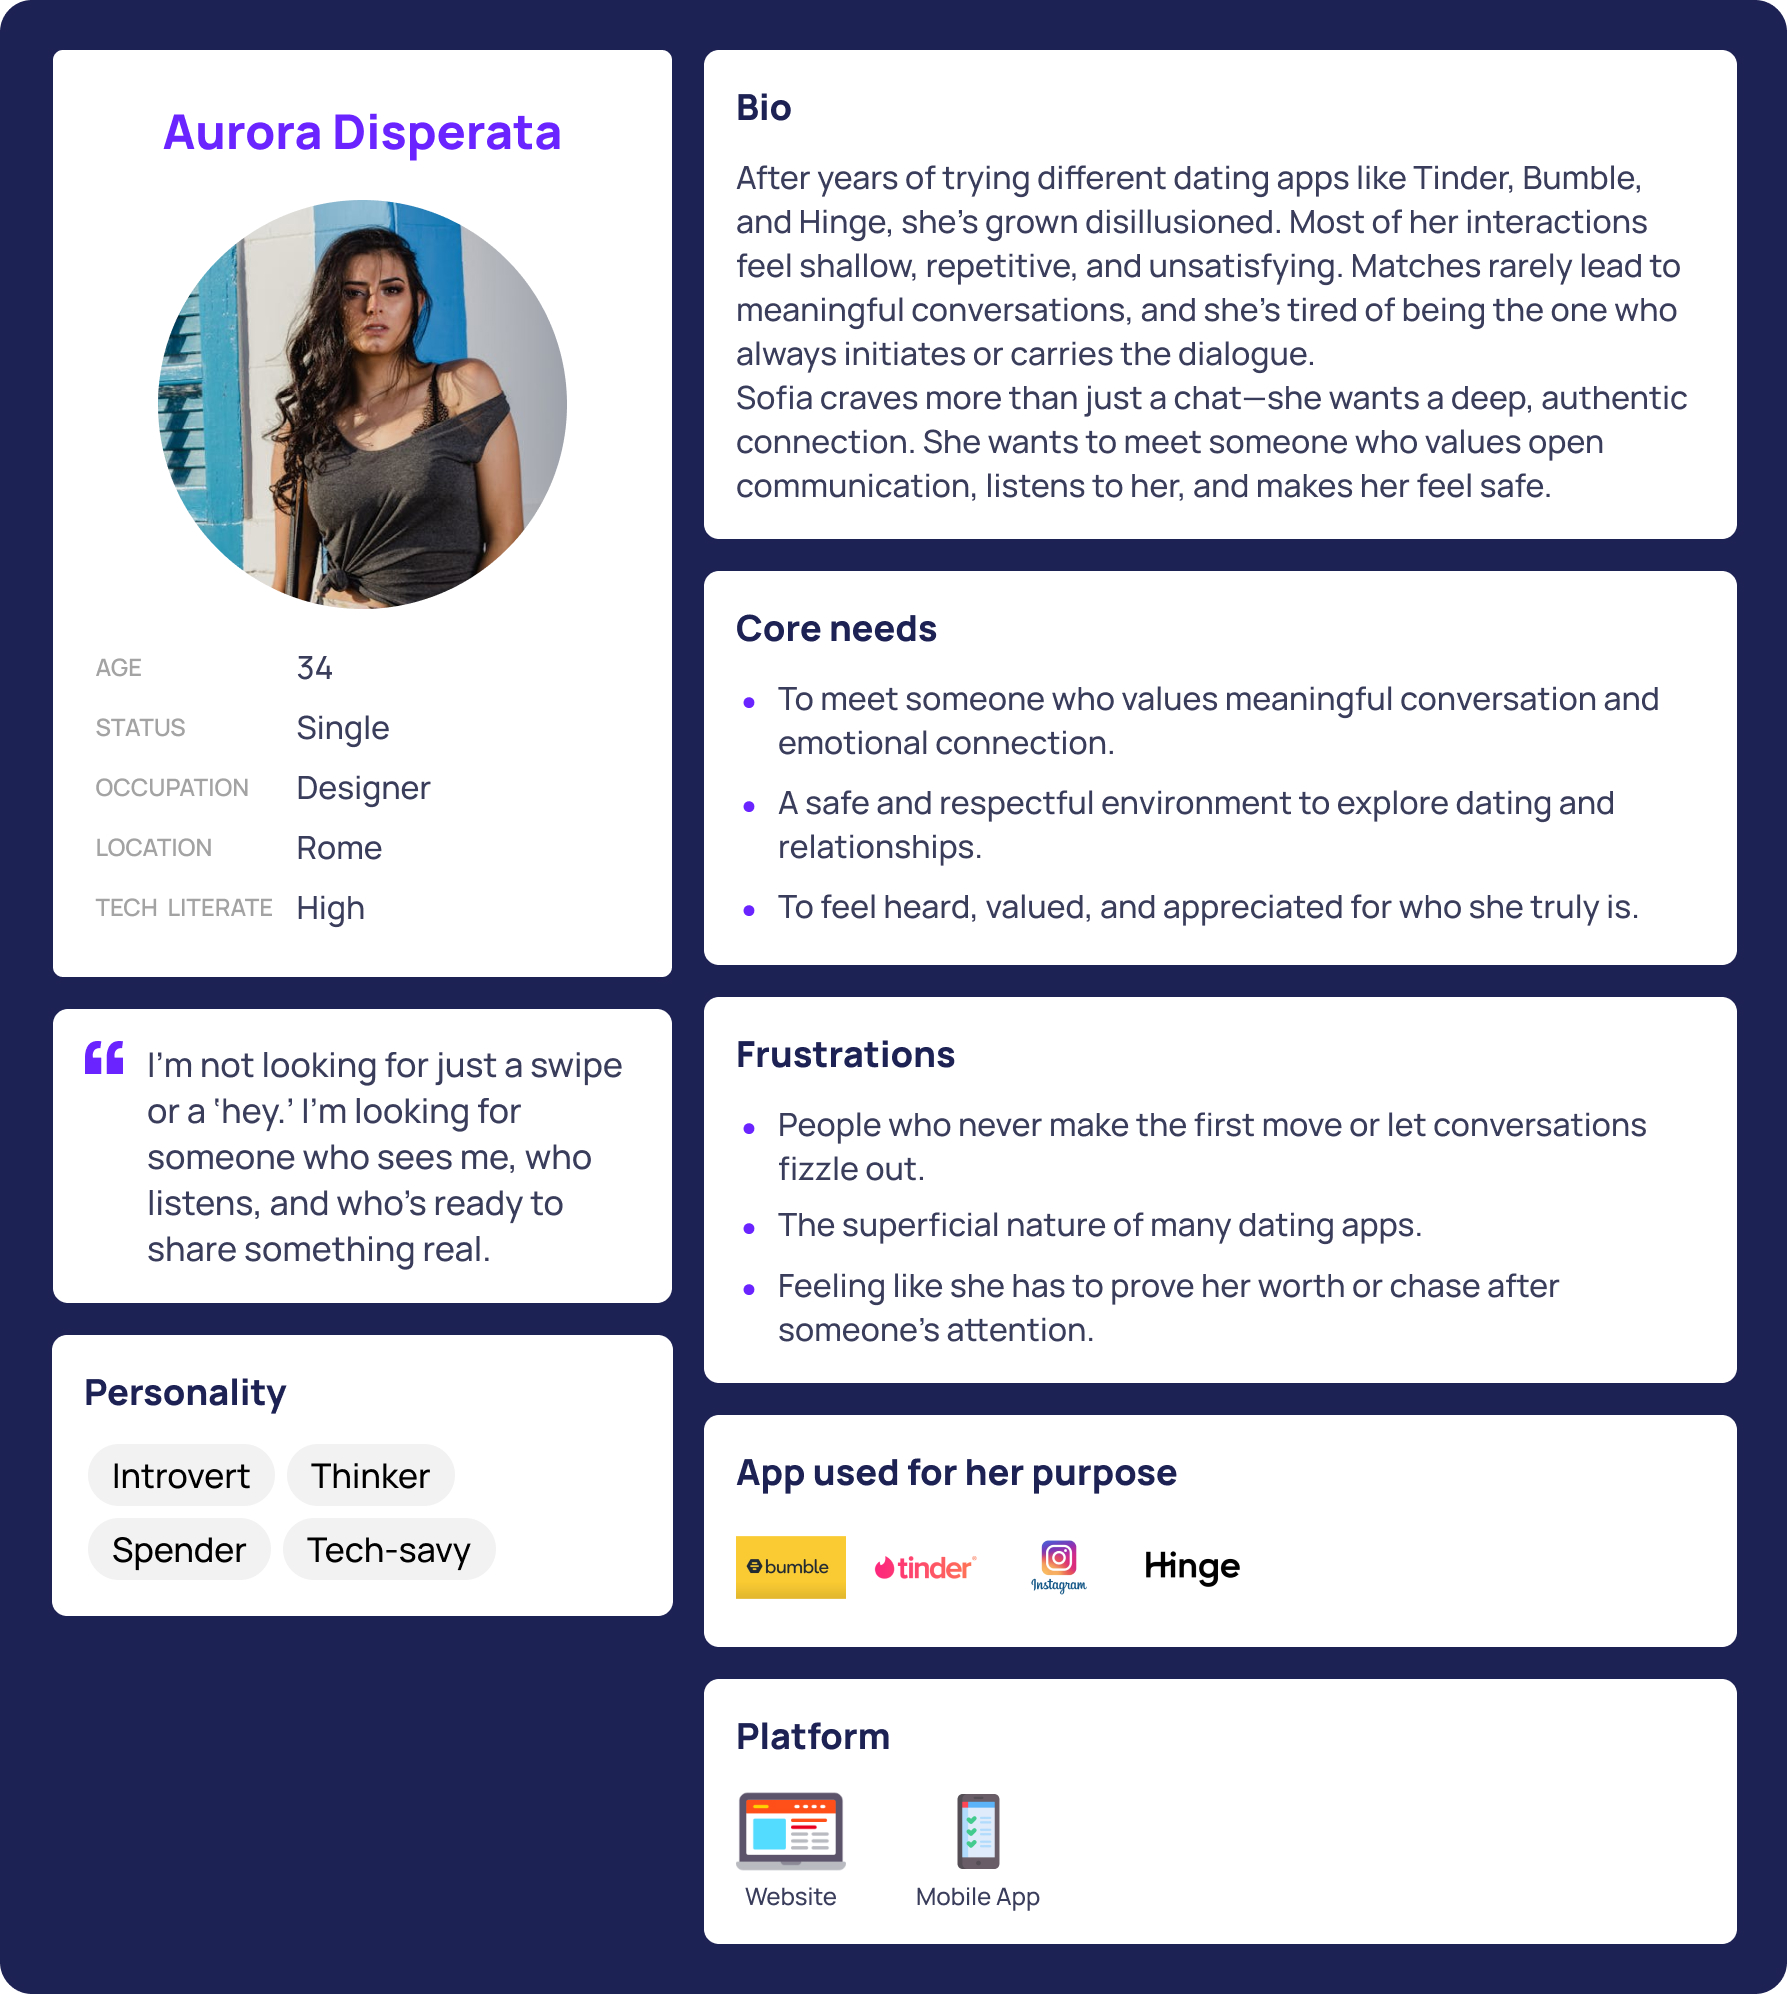 Aurora Disperata
AGE 34
STATUS Single
OCCUPATION Designer
LOCATION Rome
TECH LITERATE High
“ I’m not looking for just a swipe
or a ‘hey.’ I’m looking for
someone who sees me, who
listens, and who’s ready to
share something real.
Personality
Introvert Thinker
Spender Tech-savy
Bio
After years of trying different dating apps like Tinder, Bumble,
and Hinge, she’s grown disillusioned. Most of her interactions
feel shallow, repetitive, and unsatisfying. Matches rarely lead to
meaningful conversations, and she’s tired of being the one who
always initiates or carries the dialogue.
Sofia craves more than just a chat—she wants a deep, authentic
connection. She wants to meet someone who values open
communication, listens to her, and makes her feel safe.
Core needs
• To meet someone who values meaningful conversation and
emotional connection.
• A safe and respectful environment to explore dating and
relationships.
• To feel heard, valued, and appreciated for who she truly is.
Frustrations
• People who never make the first move or let conversations
fizzle out.
• The superficial nature of many dating apps.
• Feeling like she has to prove her worth or chase after
someone’s attention.
App used for her purpose
bumble tinder Instagram Hinge
Platform
Website Mobile App